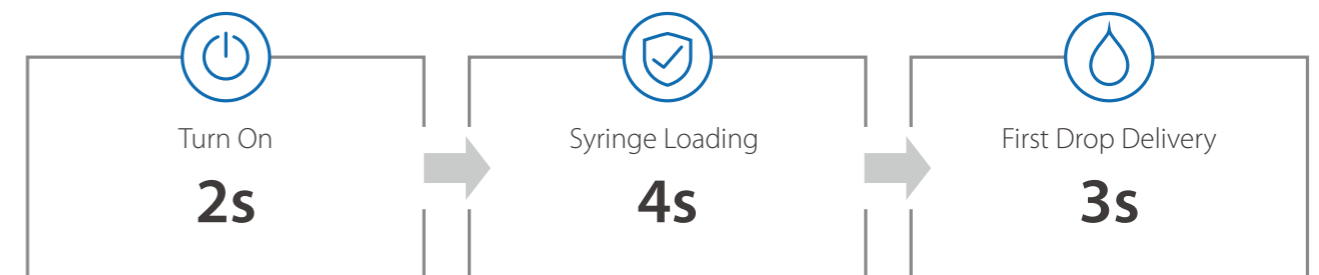 Turn On
2s
Syringe Loading
4s
First Drop Delivery
3s